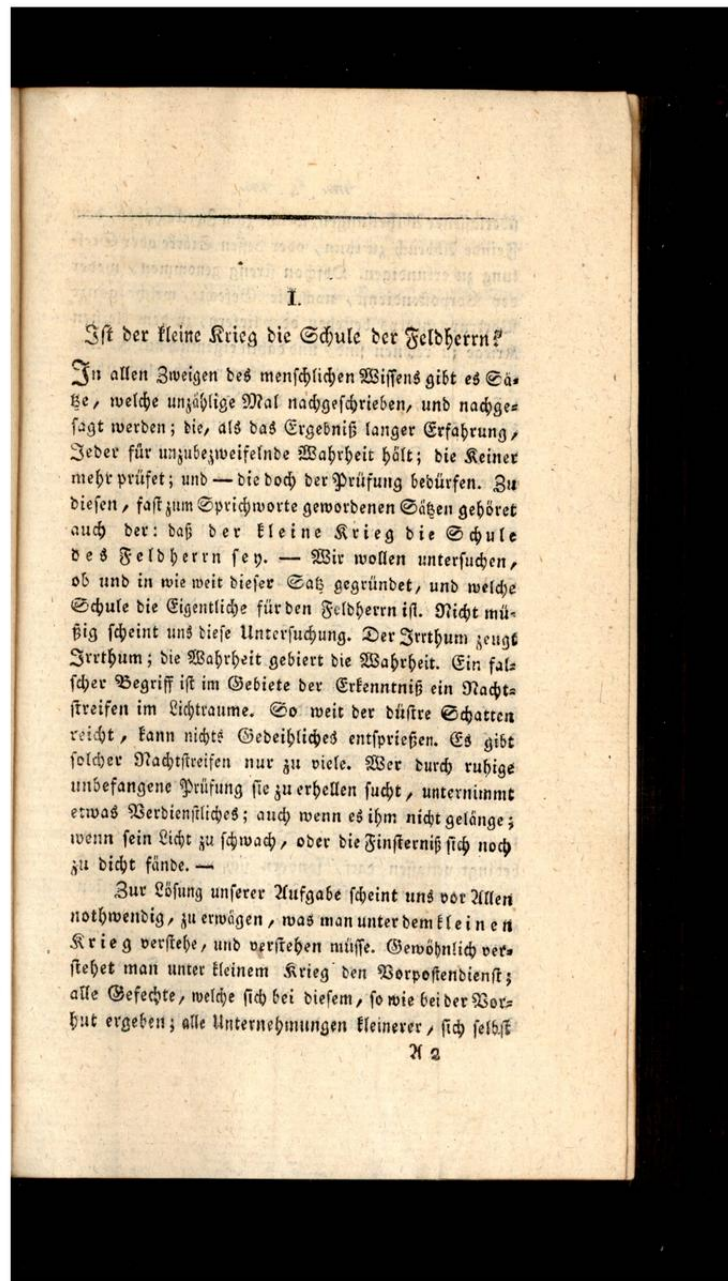 I.
Ist der kleine Krieg die Schule der Feldherrn?
In allen Zweigen des menschlichen Wissens gibt es Sä-
tze, welche unzählige Mal nachgeschrieben, und nachge-
sagt werden; die, als das Ergebniß langer Erfahrung,
Jeder für unzubezweifelnde Wahrheit hält; die Keiner
mehr prüfet; und — die doch der Prüfung bedürfen. Zu
diesen, fast zum Sprichworte gewordenen Sätzen gehöret
auch der: daß der kleine Krieg die Schule
des Feldherrn sey. — Wir wollen untersuchen,
ob und in wie weit dieser Satz gegründet, und welche
Schule die Eigentliche für den Feldherrn ist. Nicht mü-
ßig scheint uns diese Untersuchung. Der Irrthum zeugt
Irrthum; die Wahrheit gebiert die Wahrheit. Ein fal-
scher Begriff ist im Gebiete der Erkenntniß ein Nacht-
streifen im Lichtraume. So weit der düstre Schatten
reicht, kann nichts Gedeihliches entsprießen. Es gibt
solcher Nachtstreifen nur zu viele. Wer durch ruhige
unbefangene Prüfung sie zu erhellen sucht, unternimmt
etwas Verdienstliches; auch wenn es ihm nicht gelänge;
wenn sein Licht zu schwach, oder die Finsterniß sich noch
zu dicht fände. —
Zur Lösung unserer Aufgabe scheint uns vor Allen
nothwendig, zu erwägen, was man unter dem kleinen
Krieg verstehe, und verstehen müsse. Gewöhnlich ver-
stehet man unter kleinem Krieg den Vorpostendienst;
alle Gefechte, welche sich bei diesem, so wie bei der Vor-
hut ergeben; alle Unternehmungen kleinerer, sich selbst
A 2